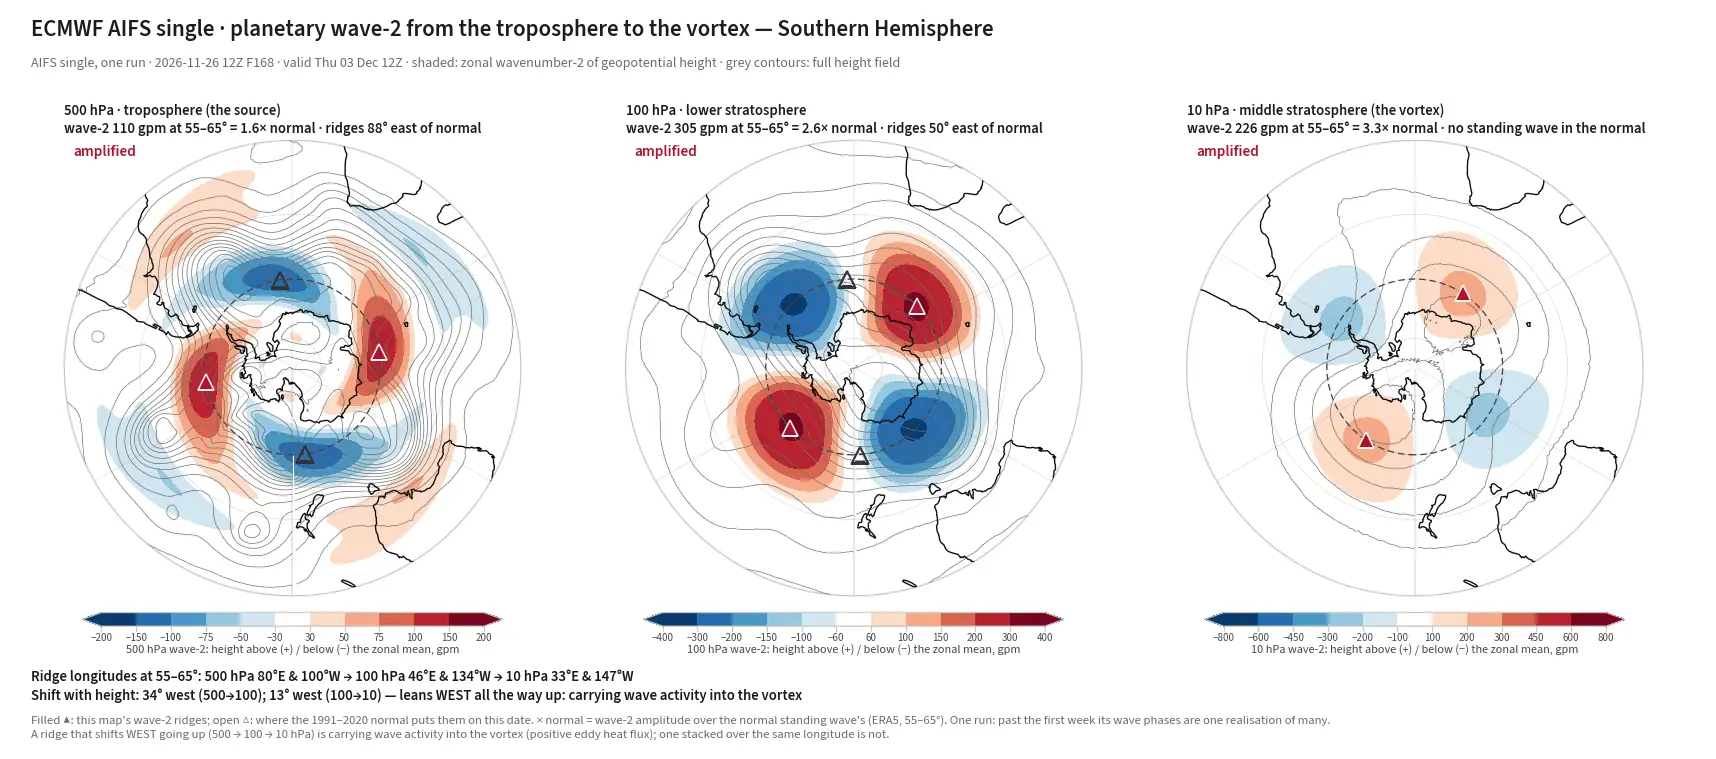 ECMWF AIFS single · planetary wave-2 from the troposphere to the vortex — Southern Hemisphere
AIFS single, one run · 2026-11-26 12Z F168 · valid Thu 03 Dec 12Z · shaded: zonal wavenumber-2 of geopotential height · grey contours: full height field
500 hPa · troposphere (the source)
wave-2 110 gpm at 55–65° = 1.6× normal · ridges 88° east of normal
amplified
100 hPa · lower stratosphere
wave-2 305 gpm at 55–65° = 2.6× normal · ridges 50° east of normal
amplified
10 hPa · middle stratosphere (the vortex)
wave-2 226 gpm at 55–65° = 3.3× normal · no standing wave in the normal
amplified
−200 −150 −100 −75 −50 −30 30 50 75 100 150 200
500 hPa wave-2: height above (+) / below (−) the zonal mean, gpm
−400 −300 −200 −150 −100 −60 60 100 150 200 300 400
100 hPa wave-2: height above (+) / below (−) the zonal mean, gpm
−800 −600 −450 −300 −200 −100 100 200 300 450 600 800
10 hPa wave-2: height above (+) / below (−) the zonal mean, gpm
Ridge longitudes at 55–65°: 500 hPa 80°E & 100°W → 100 hPa 46°E & 134°W → 10 hPa 33°E & 147°W
Shift with height: 34° west (500→100); 13° west (100→10) — leans WEST all the way up: carrying wave activity into the vortex
Filled ▲: this map's wave-2 ridges; open △: where the 1991–2020 normal puts them on this date. × normal = wave-2 amplitude over the normal standing wave's (ERA5, 55–65°). One run: past the first week its wave phases are one realisation of many.
A ridge that shifts WEST going up (500 → 100 → 10 hPa) is carrying wave activity into the vortex (positive eddy heat flux); one stacked over the same longitude is not.